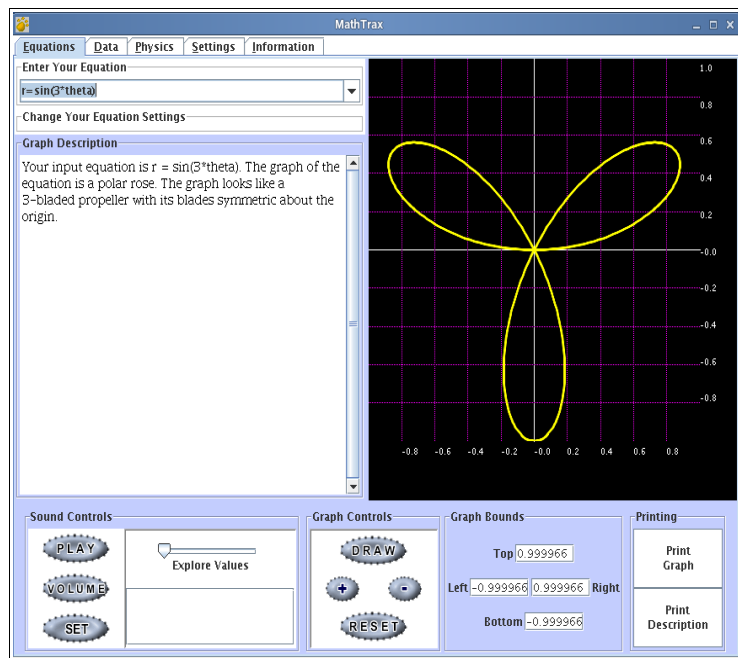 MathTrax
Equations Data Physics Settings Information
Enter Your Equation
r=sin(3*theta)
Change Your Equation Settings
Graph Description
Your input equation is r = sin(3*theta). The graph of the
equation is a polar rose. The graph looks like a
3-bladed propeller with its blades symmetric about the
origin.
1.0
0.8
0.6
0.4
0.2
-0.0
-0.2
-0.4
-0.6
-0.8
-0.8 -0.6 -0.4 -0.2 -0.0 0.2 0.4 0.6 0.8
Sound Controls
PLAY
VOLUME
SET
Explore Values
Graph Controls
DRAW
+ -
RESET
Graph Bounds
Top 0.999966
Left -0.999966 0.999966 Right
Bottom -0.999966
Printing
Print
Graph
Print
Description